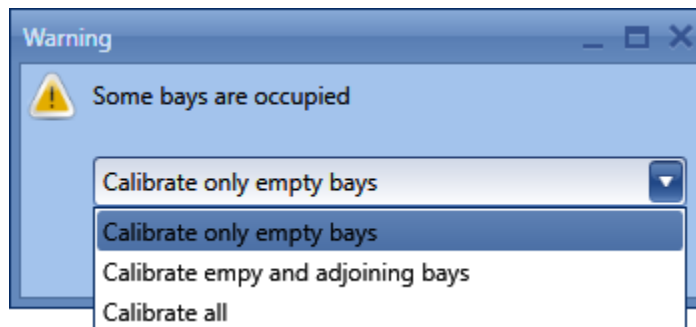 Warning
Some bays are occupied
Calibrate only empty bays
Calibrate only empty bays
Calibrate empy and adjoining bays
Calibrate all